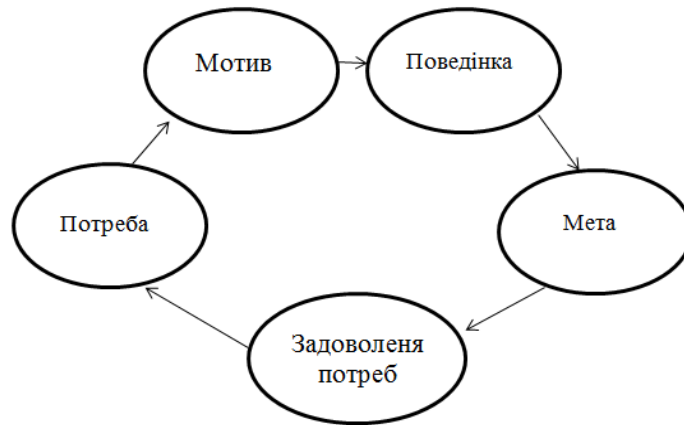 Мотив
Поведінка
Потреба
Мета
Задоволеня
потреб